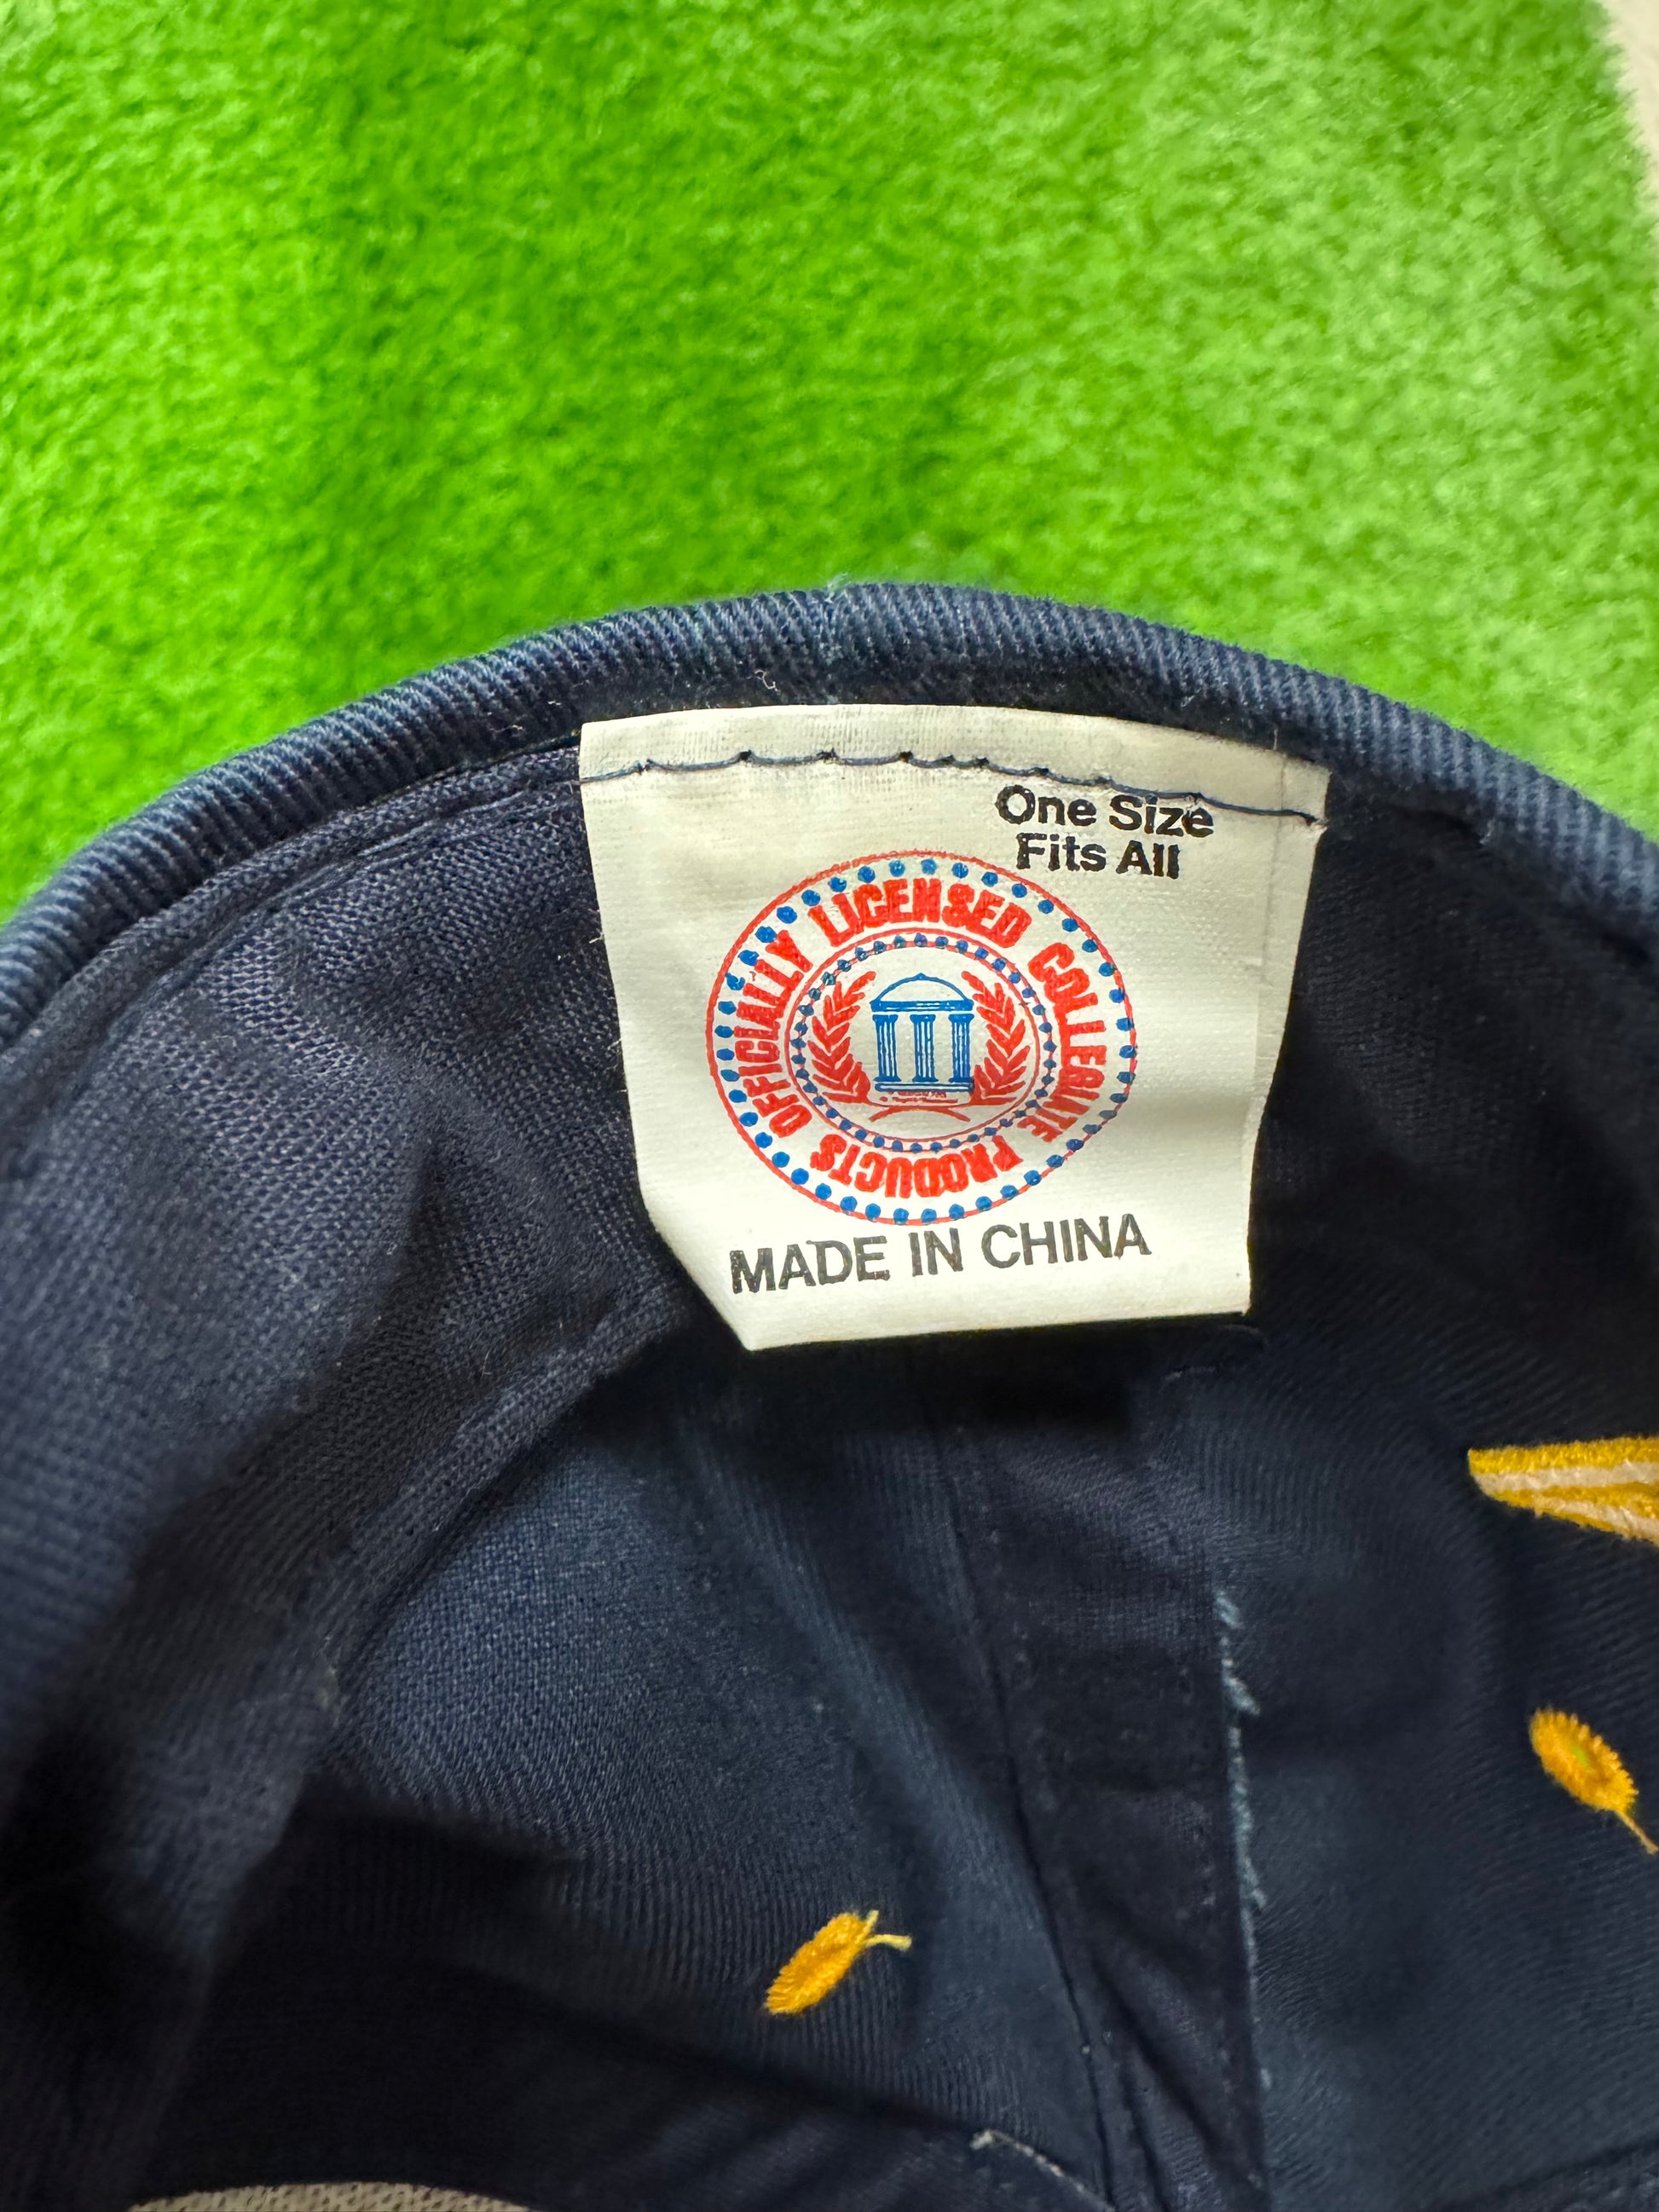 One Size
Fits All
OFFICIALLY LICENSED COLLEGIATE PRODUCTS
MADE IN CHINA